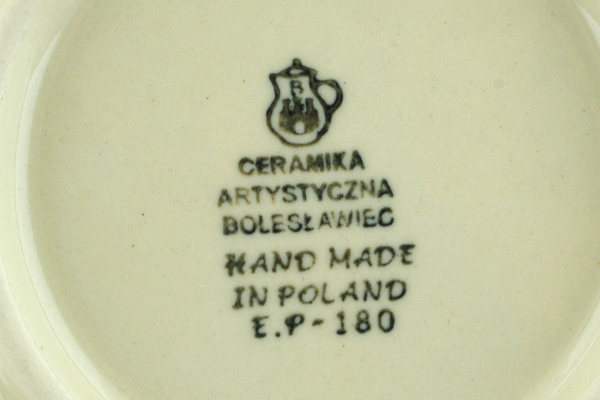 B
CERAMIKA
ARTYSTYCZNA
BOLESŁAWIEC
HAND MADE
IN POLAND
E.P-180